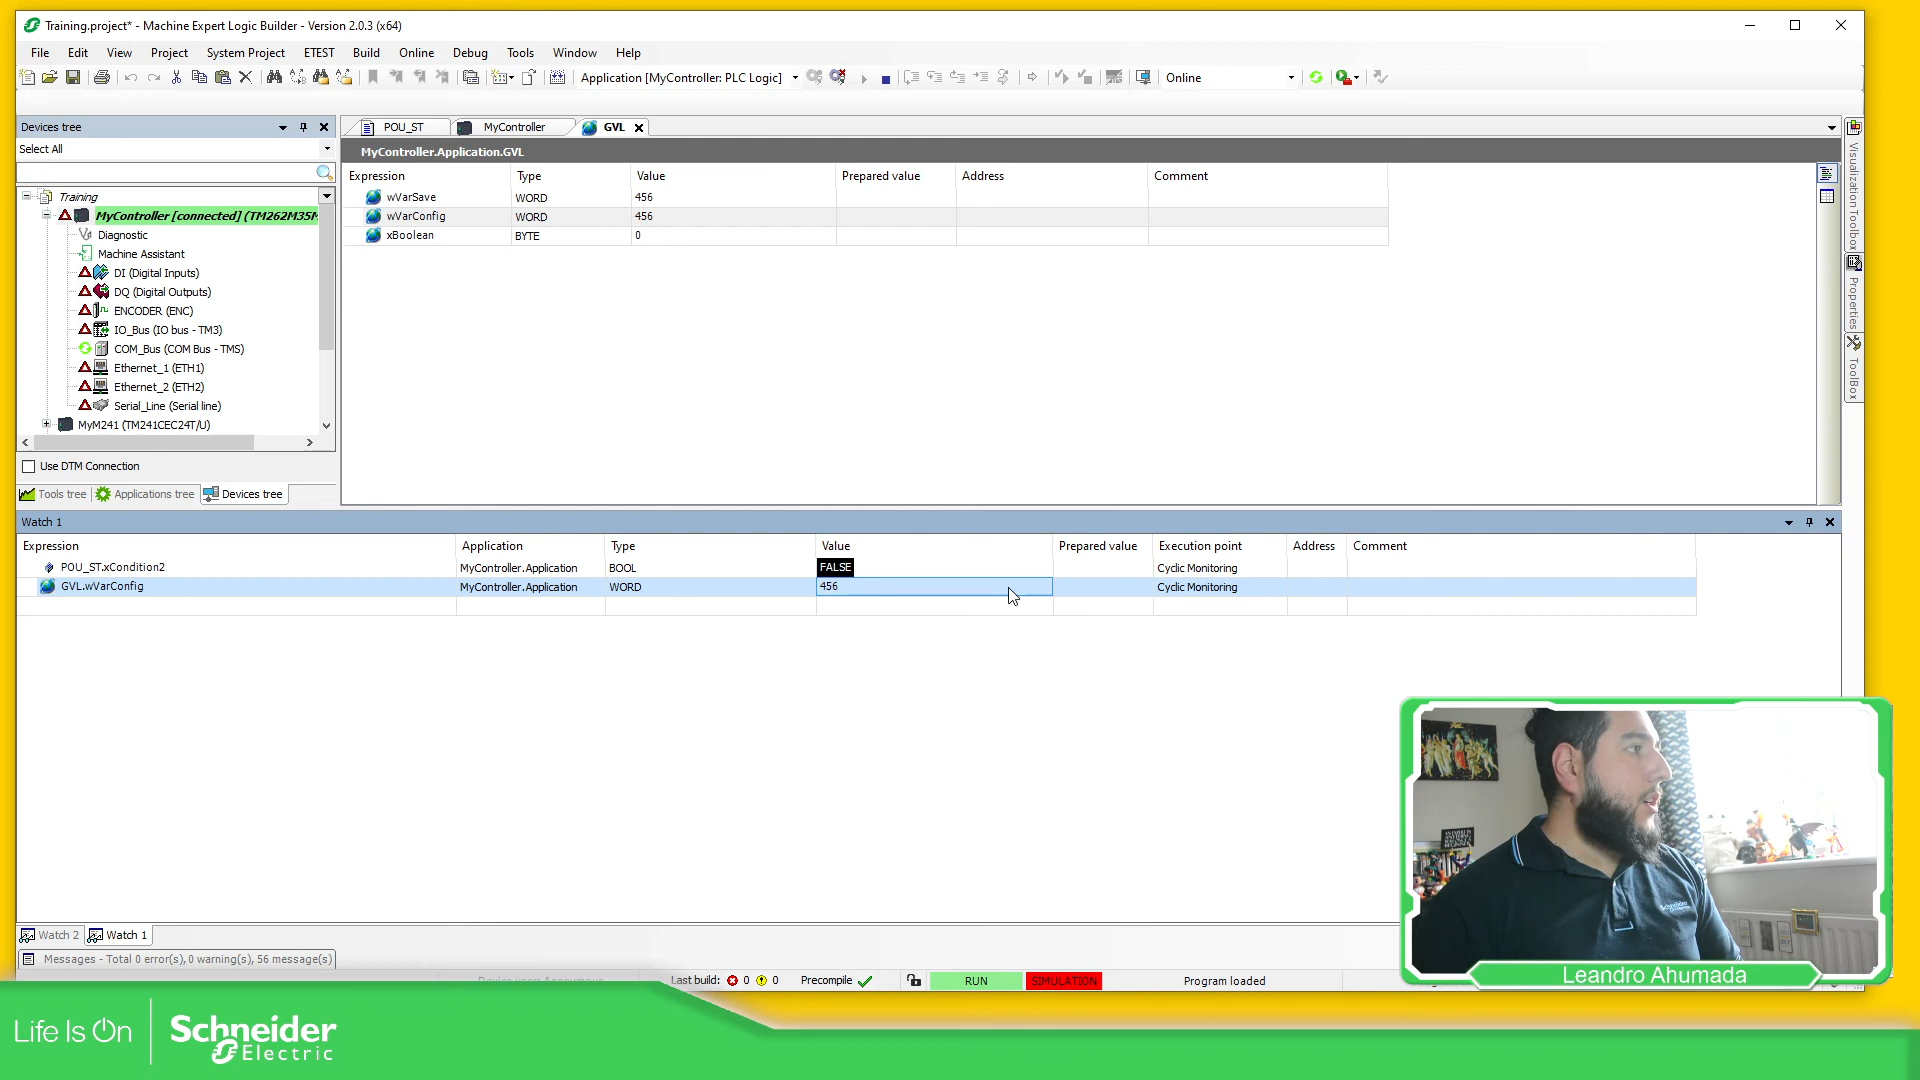 Training.project* - Machine Expert Logic Builder - Version 2.0.3 (x64)
File Edit View Project System Project ETEST Build Online Debug Tools Window Help
Application [MyController: PLC Logic] Online
Devices tree
Select All
Training
MyController [connected] (TM262M35M
Diagnostic
Machine Assistant
DI (Digital Inputs)
DQ (Digital Outputs)
ENCODER (ENC)
IO_Bus (IO bus - TM3)
COM_Bus (COM Bus - TMS)
Ethernet_1 (ETH1)
Ethernet_2 (ETH2)
Serial_Line (Serial line)
MyM241 (TM241CEC24T/U)
Use DTM Connection
Tools tree Applications tree Devices tree
POU_ST MyController GVL
MyController.Application.GVL
Expression Type Value Prepared value Address Comment
wVarSave WORD 456
wVarConfig WORD 456
xBoolean BYTE 0
Visualization Toolbox
Properties
ToolBox
Watch 1
Expression Application Type Value Prepared value Execution point Address Comment
POU_ST.xCondition2 MyController.Application BOOL FALSE Cyclic Monitoring
GVL.wVarConfig MyController.Application WORD 456 Cyclic Monitoring
Watch 2 Watch 1
Messages - Total 0 error(s), 0 warning(s), 56 message(s)
Last build: 0 0 Precompile RUN SIMULATION Program loaded
Leandro Ahumada
Life Is On
Schneider
Electric